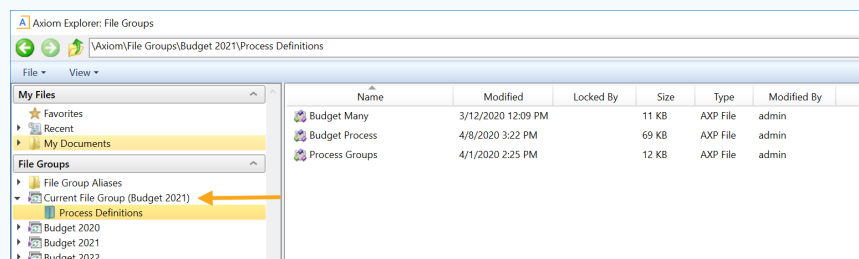 A Axiom Explorer: File Groups
\Axiom\File Groups\Budget 2021\Process Definitions
File View
My Files
Favorites
Recent
My Documents
File Groups
File Group Aliases
Current File Group (Budget 2021)
Process Definitions
Budget 2020
Budget 2021
Budget 2022
Name Modified Locked By Size Type Modified By
Budget Many 3/12/2020 12:09 PM 11 KB AXP File admin
Budget Process 4/8/2020 3:22 PM 69 KB AXP File admin
Process Groups 4/1/2020 2:25 PM 12 KB AXP File admin